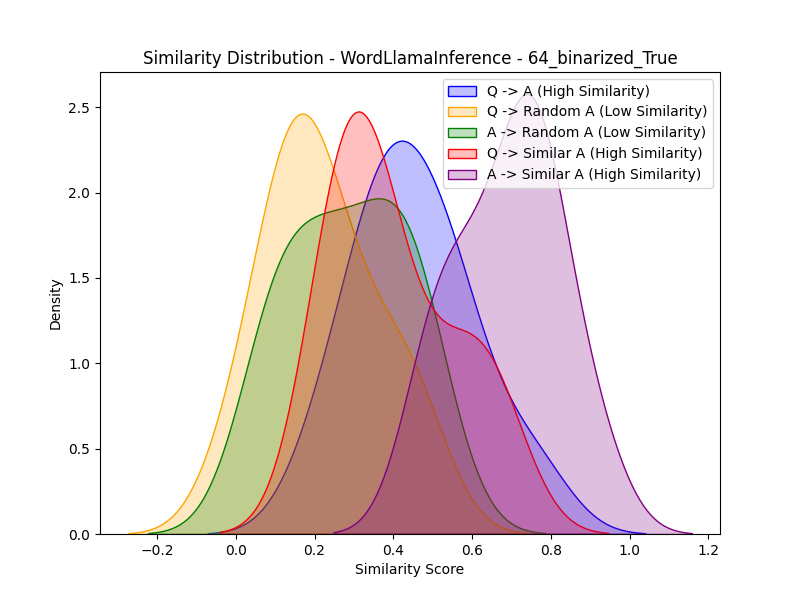 Similarity Distribution - WordLlamaInference - 64_binarized_True
Q -> A (High Similarity)
Q -> Random A (Low Similarity)
A -> Random A (Low Similarity)
Q -> Similar A (High Similarity)
A -> Similar A (High Similarity)
2.5
2.0
1.5
1.0
0.5
0.0
Density
−0.2 0.0 0.2 0.4 0.6 0.8 1.0 1.2
Similarity Score